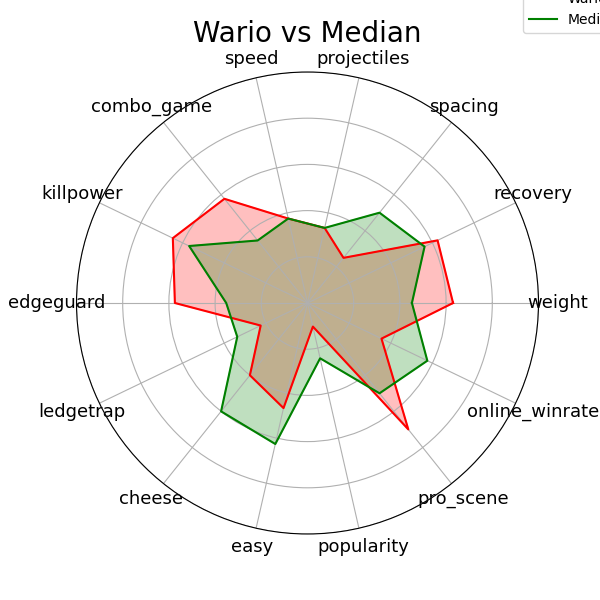 Wario vs Median
speed
projectiles
combo_game
spacing
killpower
recovery
edgeguard
weight
ledgetrap
online_winrate
cheese
pro_scene
easy
popularity